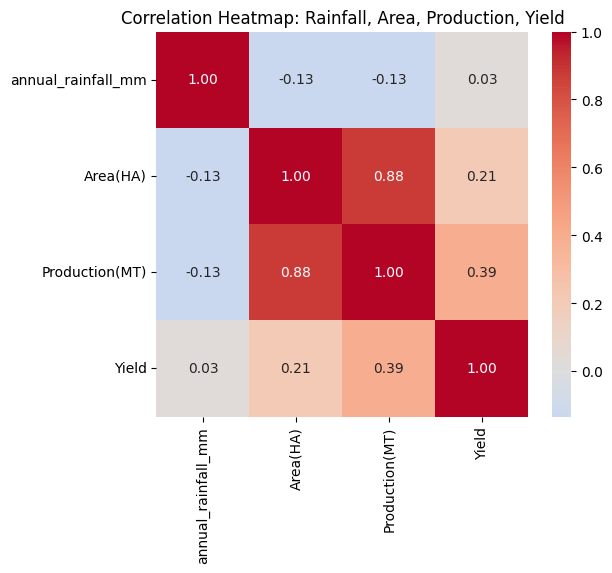 Correlation Heatmap: Rainfall, Area, Production, Yield
annual_rainfall_mm 1.00 -0.13 -0.13 0.03
Area(HA) -0.13 1.00 0.88 0.21
Production(MT) -0.13 0.88 1.00 0.39
Yield 0.03 0.21 0.39 1.00
annual_rainfall_mm
Area(HA)
Production(MT)
Yield
1.0
0.8
0.6
0.4
0.2
0.0